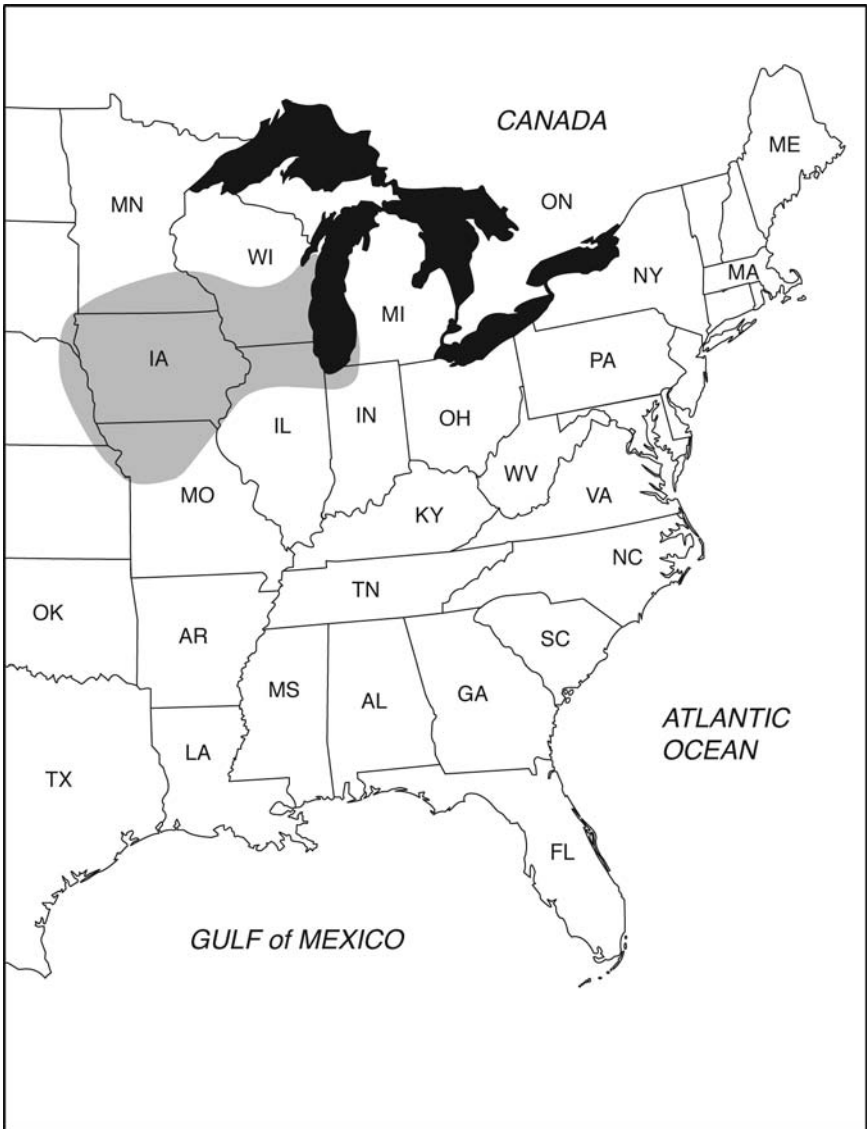 CANADA
ME
MN
ON
WI
MA
NY
MI
IA
PA
IL
IN
OH
WV
MO
VA
KY
NC
TN
OK
AR
SC
MS
AL
GA
ATLANTIC
OCEAN
LA
TX
FL
GULF of MEXICO